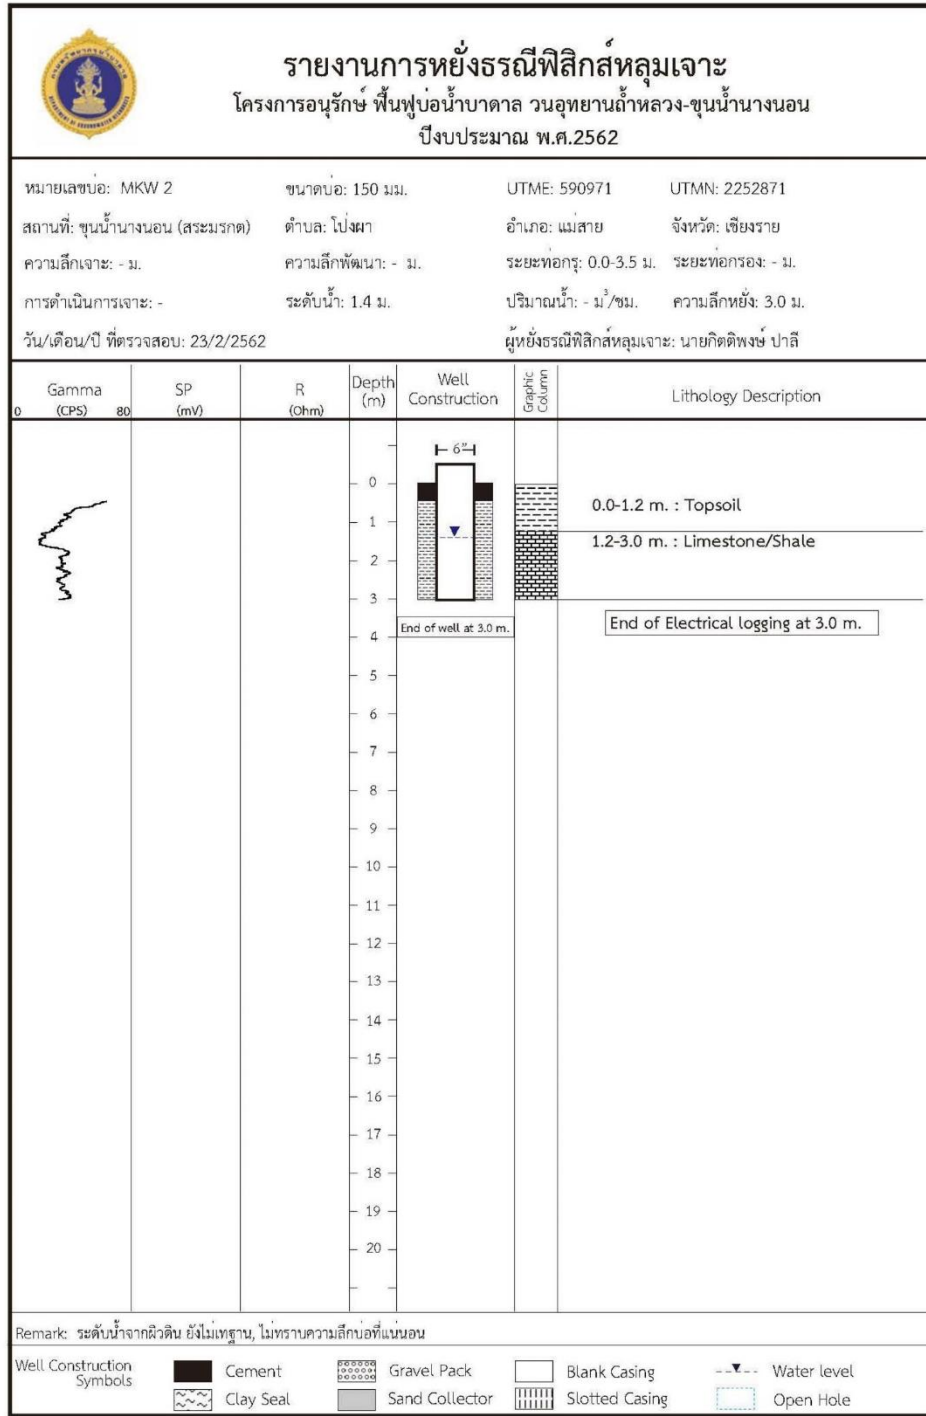 รายงานการหยั่งธรณีฟิสิกส์หลุมเจาะ
โครงการอนุรักษ์ ฟื้นฟูบ่อน้ำบาดาล วนอุทยานถ้ำหลวง-ขุนน้ำนางนอน
ปีงบประมาณ พ.ศ.2562
หมายเลขบ่อ: MKW 2 ขนาดบ่อ: 150 มม. UTME: 590971 UTMN: 2252871
สถานที่: ขุนน้ำนางนอน (สระมรกต) ตำบล: โป่งผา อำเภอ: แม่สาย จังหวัด: เชียงราย
ความลึกเจาะ: - ม. ความลึกพัฒนา: - ม. ระยะท่อกรุ: 0.0-3.5 ม. ระยะท่อกรอง: - ม.
การดำเนินการเจาะ: - ระดับน้ำ: 1.4 ม. ปริมาณน้ำ: - ม³/ชม. ความลึกหยั่ง: 3.0 ม.
วัน/เดือน/ปี ที่ตรวจสอบ: 23/2/2562 ผู้หยั่งธรณีฟิสิกส์หลุมเจาะ: นายกิตติพงษ์ ปาลี
Gamma SP R Depth Well Graphic Lithology Description
0 (CPS) 80 (mV) (Ohm) (m) Construction Column
6"
0
0.0-1.2 m. : Topsoil
1
1.2-3.0 m. : Limestone/Shale
2
3
End of well at 3.0 m. End of Electrical logging at 3.0 m.
4
5
6
7
8
9
10
11
12
13
14
15
16
17
18
19
20
Remark: ระดับน้ำจากผิวดิน ยังไม่เทฐาน, ไม่ทราบความลึกบ่อที่แน่นอน
Well Construction Cement Gravel Pack Blank Casing Water level
Symbols Clay Seal Sand Collector Slotted Casing Open Hole